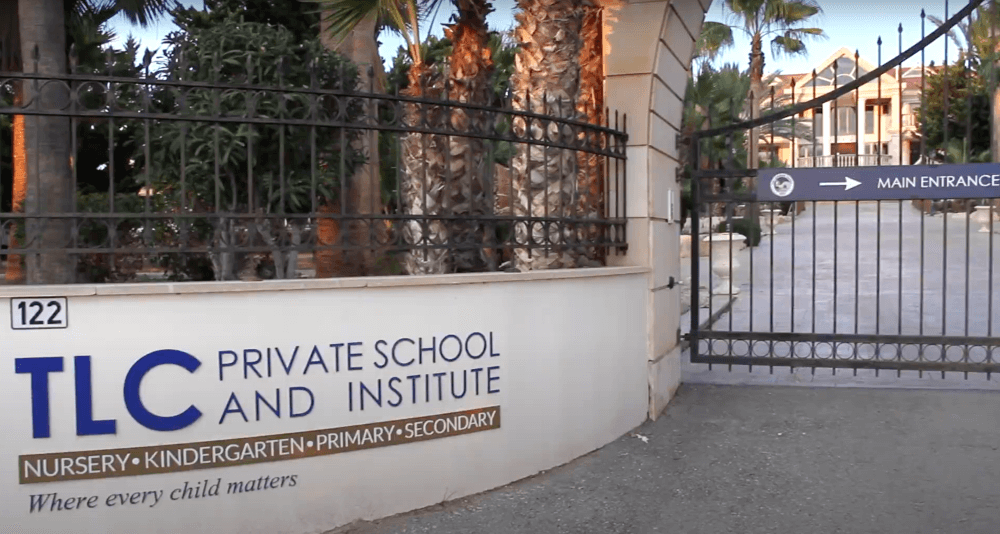 122
TLC PRIVATE SCHOOL
AND INSTITUTE
NURSERY•KINDERGARTEN•PRIMARY•SECONDARY
Where every child matters
MAIN ENTRANCE